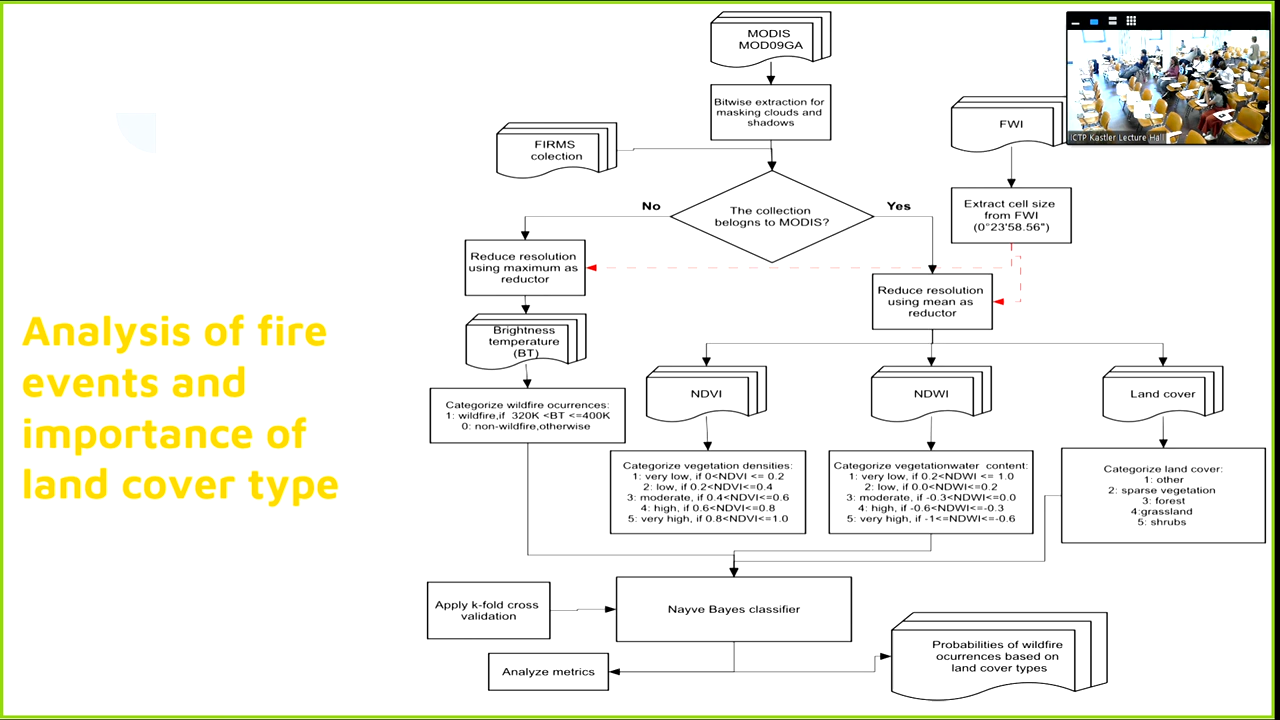 Analysis of fire
events and
importance of
land cover type
MODIS
MOD09GA
Bitwise extraction for
masking clouds and
shadows
FIRMS
colection
FWI
Extract cell size
from FWI
(0°23'58.56")
The collection
belogns to MODIS?
No
Yes
Reduce resolution
using maximum as
reductor
Reduce resolution
using mean as
reductor
Brightness
temperature
(BT)
Categorize wildfire ocurrences:
1: wildfire,if 320K <BT <=400K
0: non-wildfire,otherwise
NDVI
NDWI
Land cover
Categorize vegetation densities:
1: very low, if 0<NDVI <= 0.2
2: low, if 0.2<NDVI<=0.4
3: moderate, if 0.4<NDVI<=0.6
4: high, if 0.6<NDVI<=0.8
5: very high, if 0.8<NDVI<=1.0
Categorize vegetationwater content:
1: very low, if 0.2<NDWI <= 1.0
2: low, if 0.0<NDWI<=0.2
3: moderate, if -0.3<NDWI<=0.0
4: high, if -0.6<NDWI<=-0.3
5: very high, if -1<=NDWI<=-0.6
Categorize land cover:
1: other
2: sparse vegetation
3: forest
4:grassland
5: shrubs
Apply k-fold cross
validation
Nayve Bayes classifier
Analyze metrics
Probabilities of wildfire
ocurrences based on
land cover types
ICTP Kastler Lecture Hall